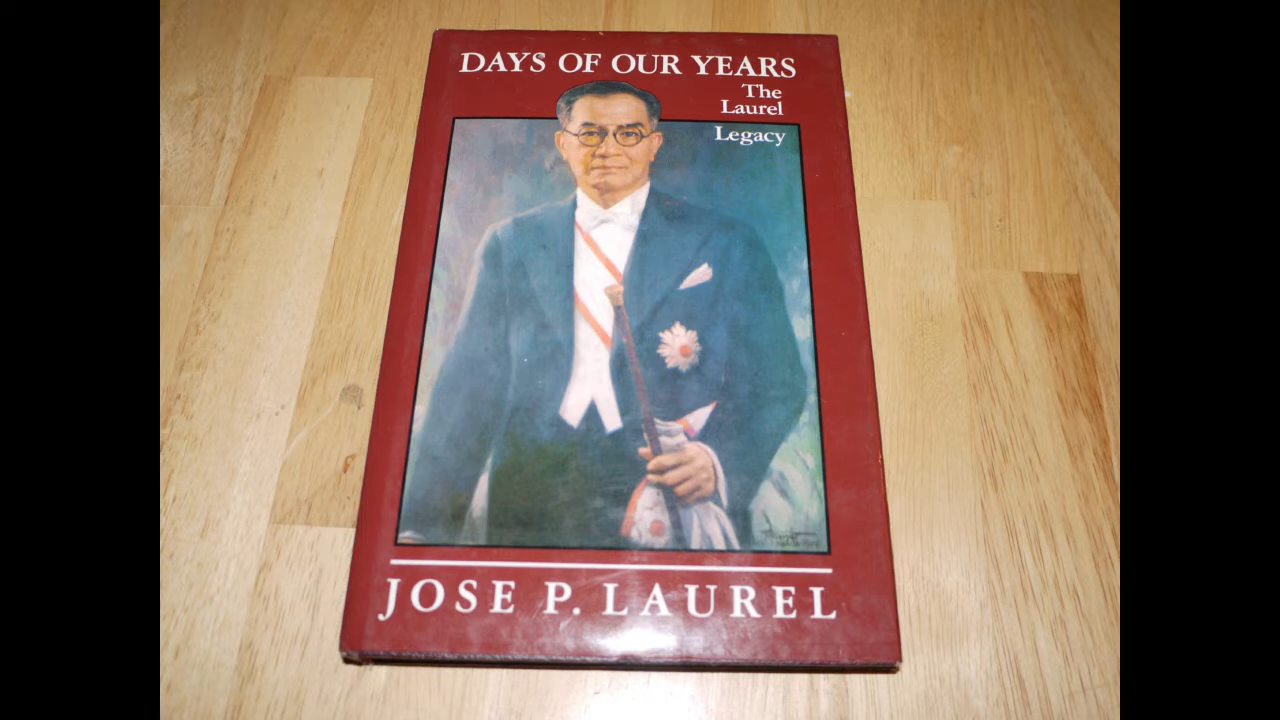 DAYS OF OUR YEARS
The
Laurel
Legacy
JOSE P. LAUREL